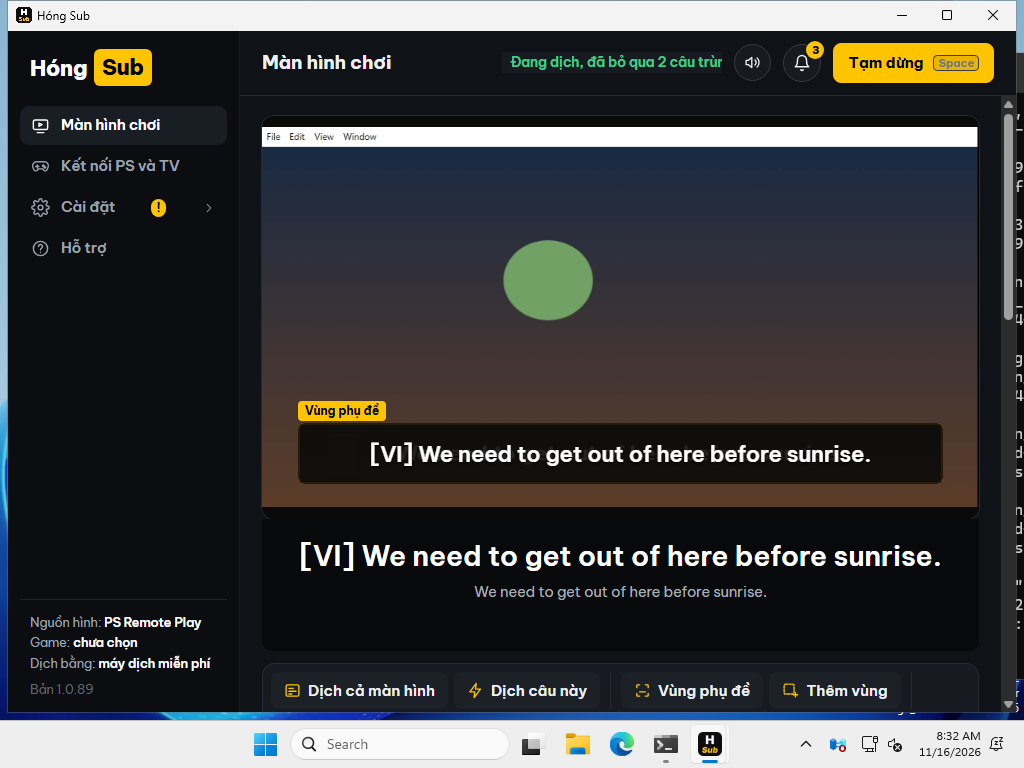 Hóng Sub
Hóng Sub
Màn hình chơi
Kết nối PS và TV
Cài đặt
!
Hỗ trợ
Nguồn hình: PS Remote Play
Game: chưa chọn
Dịch bằng: máy dịch miễn phí
Bản 1.0.89
Màn hình chơi
Đang dịch, đã bỏ qua 2 câu trùn
3
Tạm dừng Space
File Edit View Window
Vùng phụ đề
[VI] We need to get out of here before sunrise.
[VI] We need to get out of here before sunrise.
We need to get out of here before sunrise.
Dịch cả màn hình
Dịch câu này
Vùng phụ đề
Thêm vùng
Search
H Sub
8:32 AM
11/16/2026